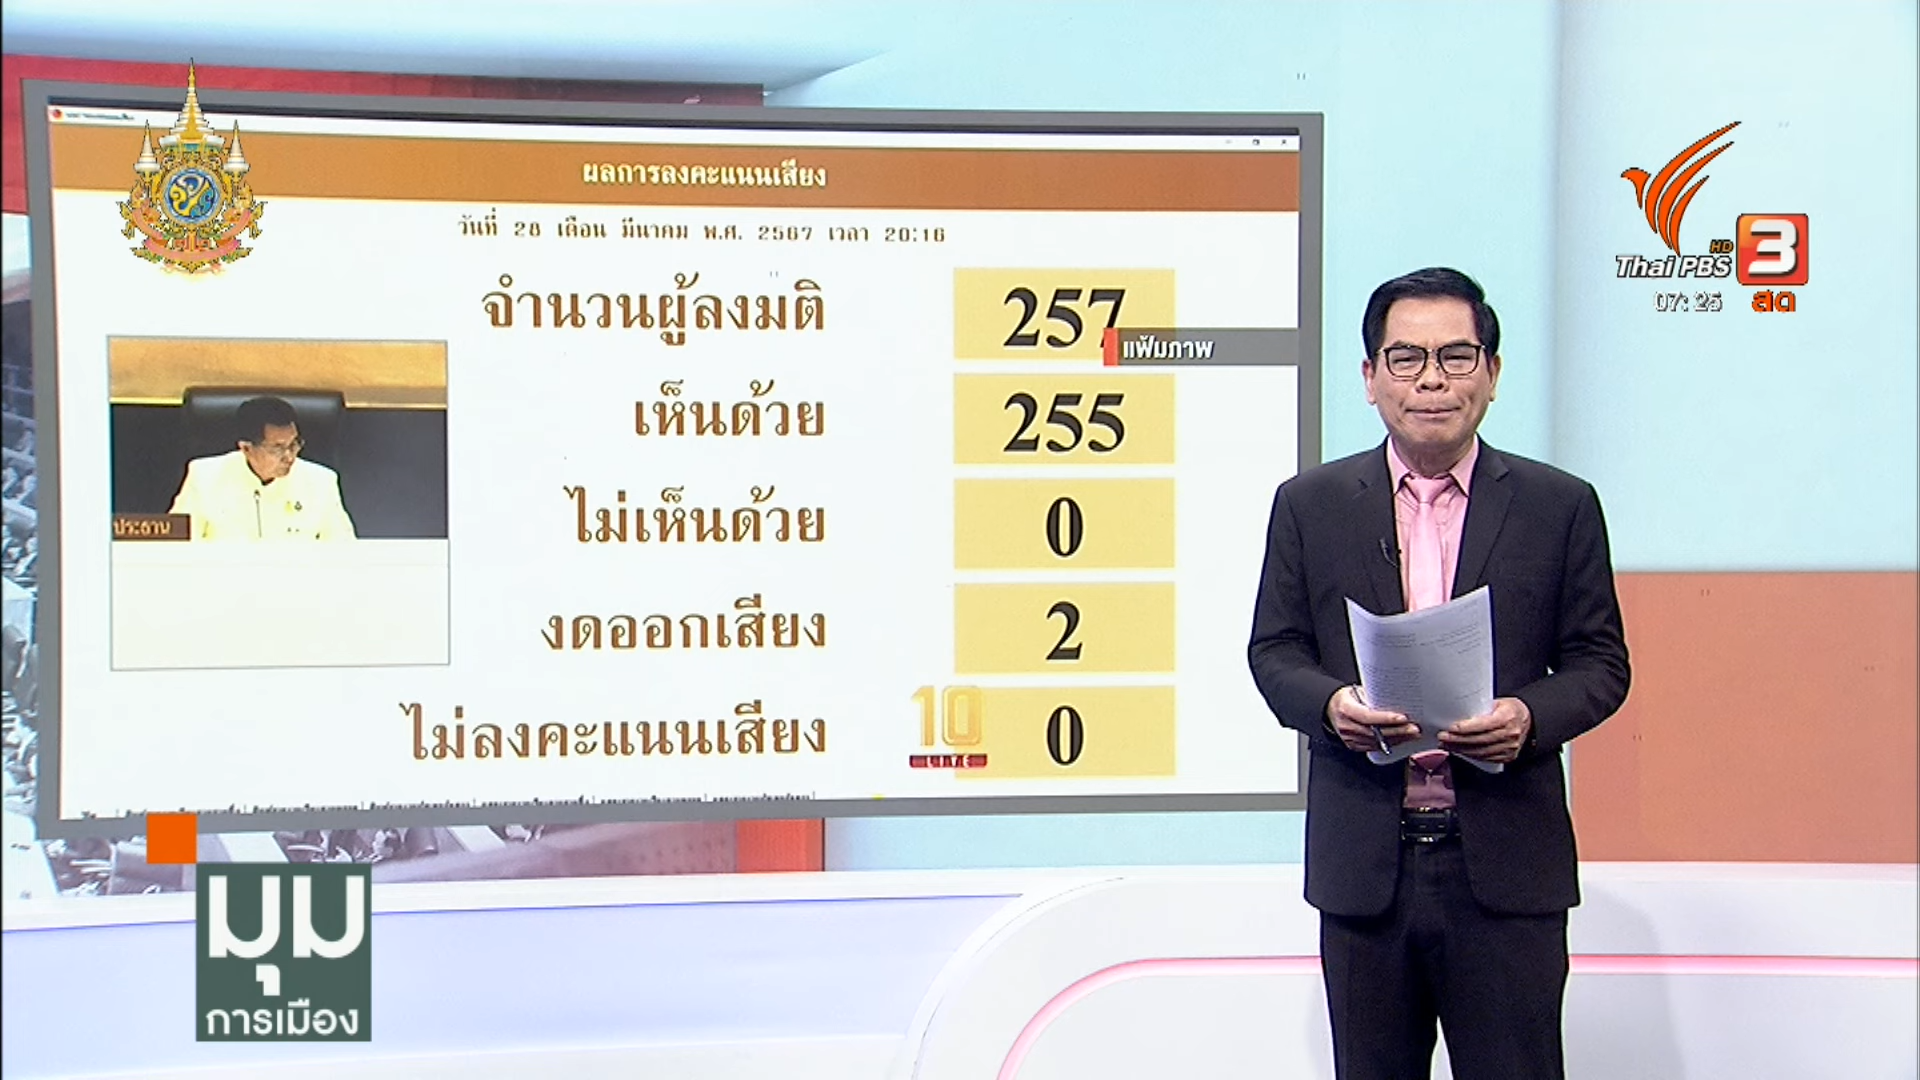 ผลการลงคะแนนเสียง
วันที่ 28 เดือน มีนาคม พ.ศ. 2567 เวลา 20:16
จำนวนผู้ลงมติ 257
แฟ้มภาพ
เห็นด้วย 255
ไม่เห็นด้วย 0
งดออกเสียง 2
ไม่ลงคะแนนเสียง 0
ประธาน
10
LIVE
Thai PBS HD 3
07:25 สด
มุม
การเมือง